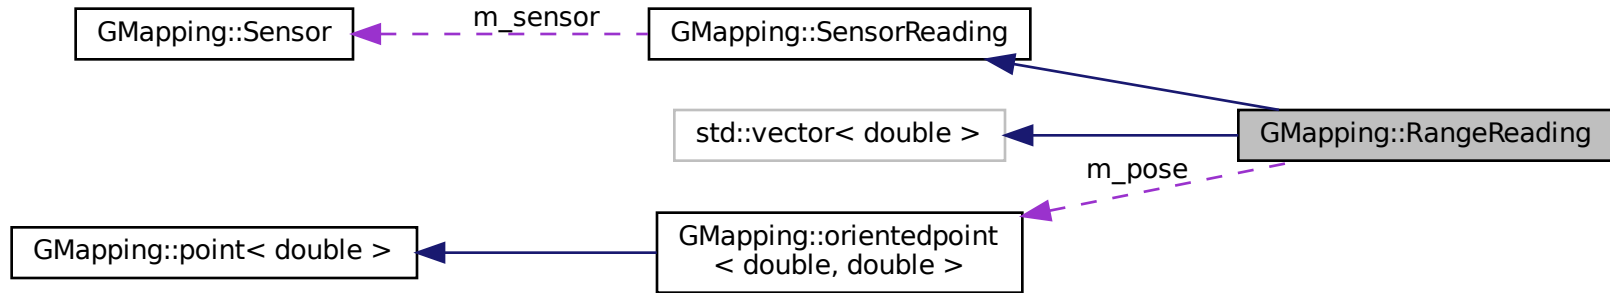 GMapping::Sensor
m_sensor
GMapping::SensorReading
std::vector< double >
GMapping::RangeReading
m_pose
GMapping::point< double >
GMapping::orientedpoint
< double, double >